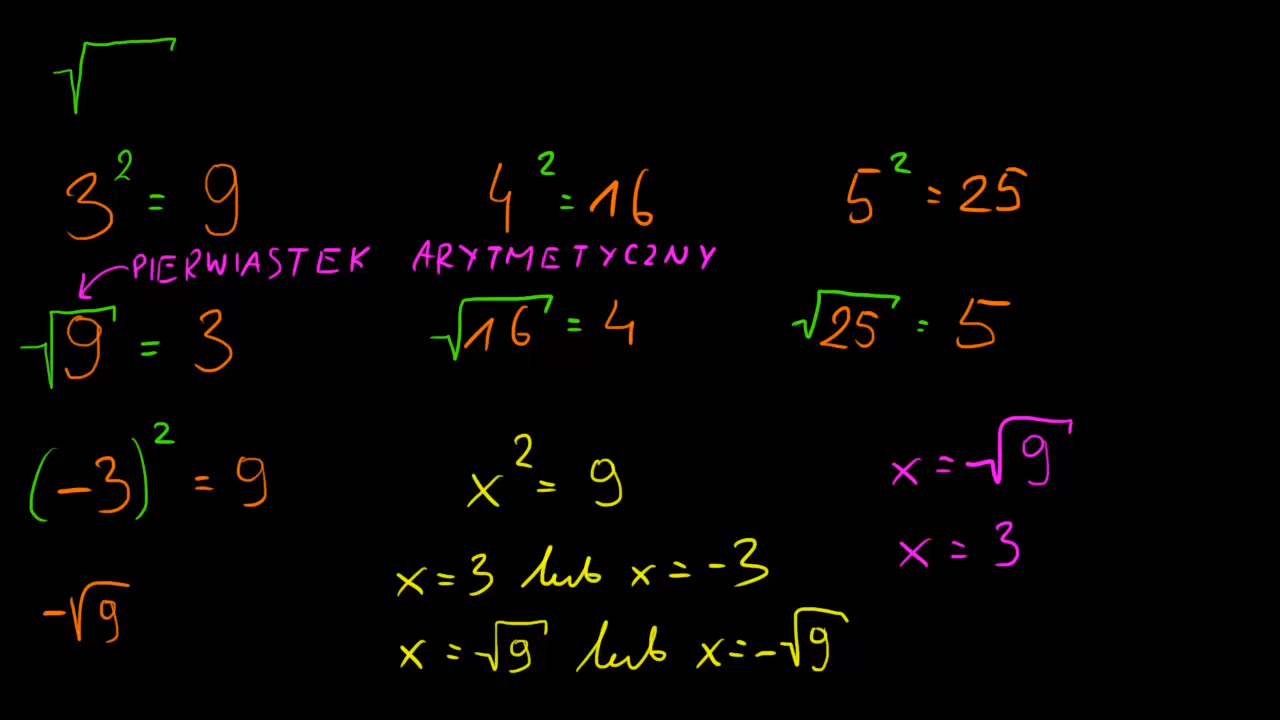 √
3² = 9 4² = 16 5² = 25
PIERWIASTEK ARYTMETYCZNY
√9 = 3 √16 = 4 √25 = 5
(-3)² = 9 x² = 9 x = √9
x = 3 lub x = -3 x = 3
-√9 x = √9 lub x = -√9